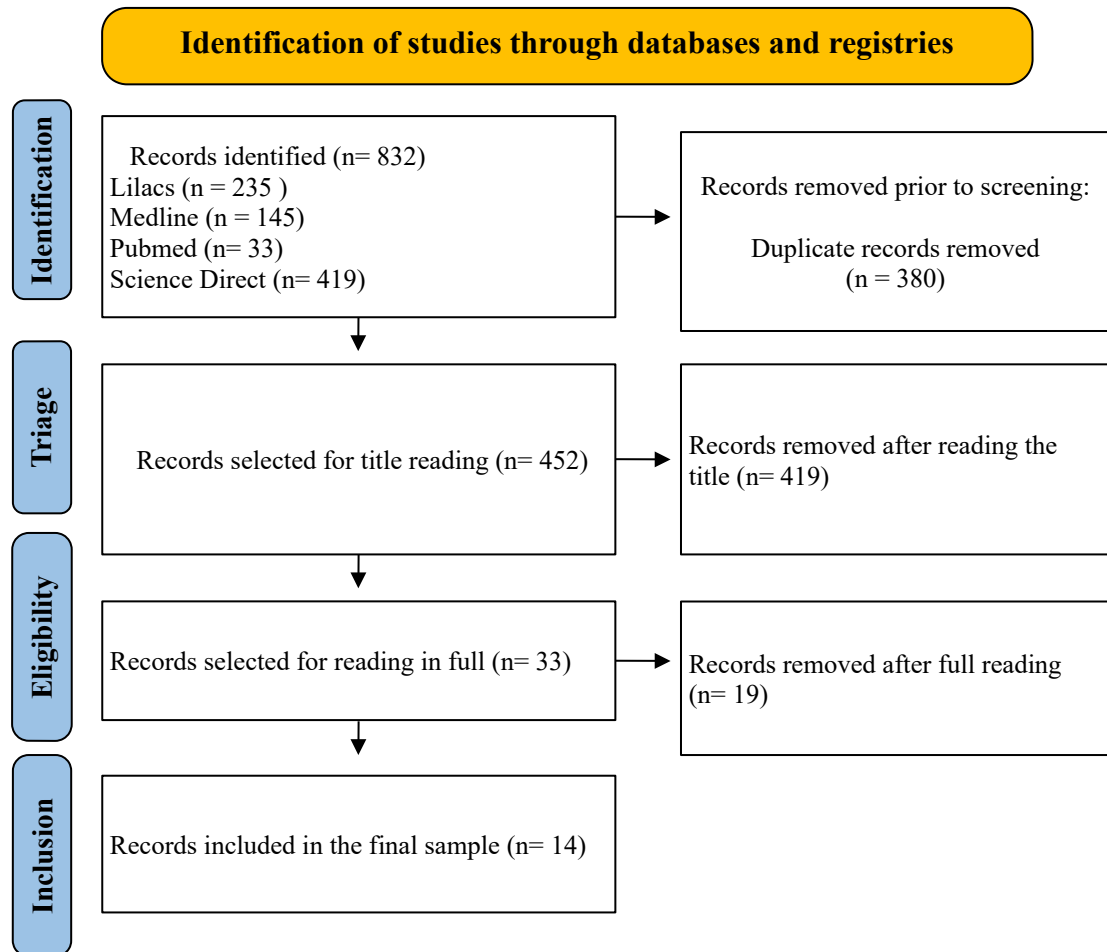 Identification of studies through databases and registries
Identification
Records identified (n= 832)
Lilacs (n = 235 )
Medline (n = 145)
Pubmed (n= 33)
Science Direct (n= 419)
Records removed prior to screening:
Duplicate records removed
(n = 380)
Triage
Records selected for title reading (n= 452)
Records removed after reading the
title (n= 419)
Eligibility
Records selected for reading in full (n= 33)
Records removed after full reading
(n= 19)
Inclusion
Records included in the final sample (n= 14)